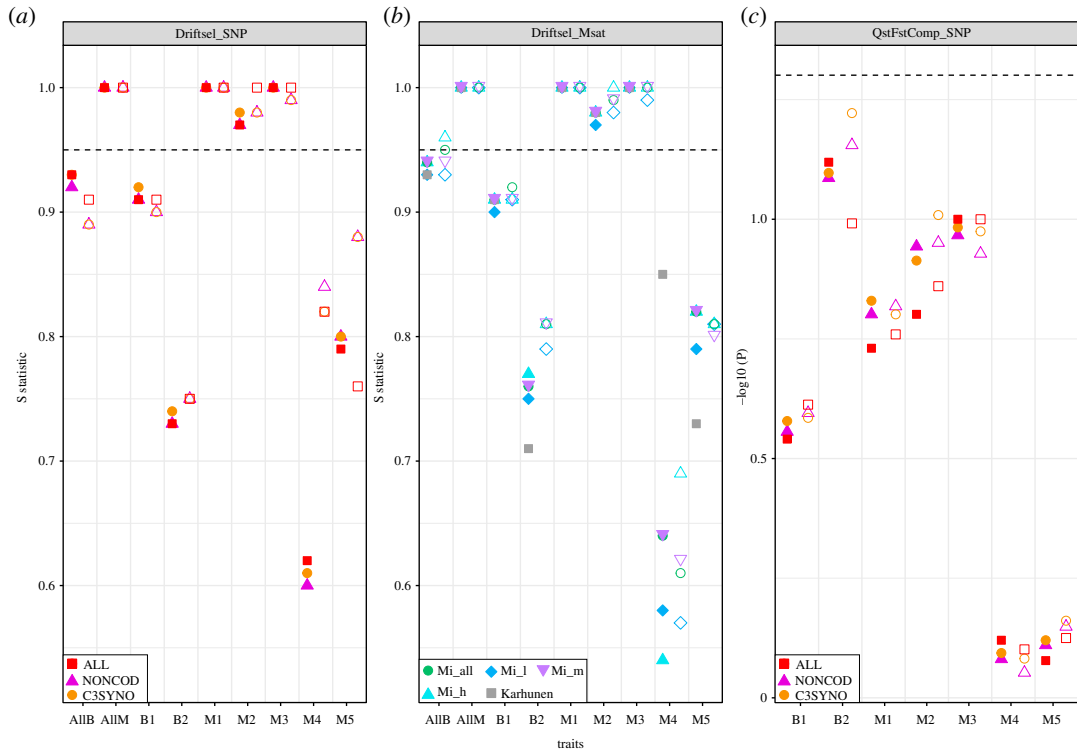 (a)
Driftsel_SNP
S statistic
1.0
0.9
0.8
0.7
0.6
ALL
NONCOD
C3SYNO
AllB AllM B1 B2 M1 M2 M3 M4 M5
(b)
Driftsel_Msat
S statistic
1.0
0.9
0.8
0.7
0.6
Mi_all Mi_l Mi_m
Mi_h Karhunen
AllB AllM B1 B2 M1 M2 M3 M4 M5
traits
(c)
QstFstComp_SNP
−log10 (P)
1.0
0.5
0
ALL
NONCOD
C3SYNO
B1 B2 M1 M2 M3 M4 M5